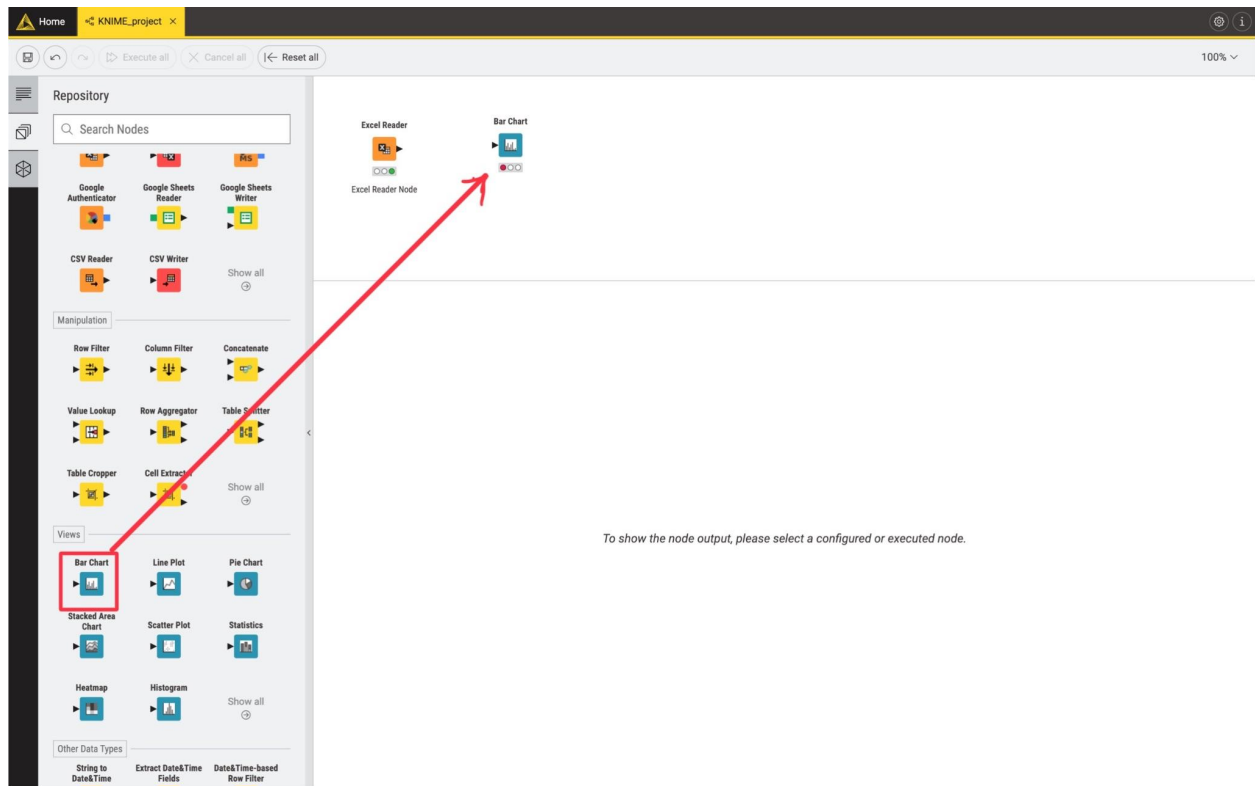 Home
KNIME_project
Execute all
Cancel all
Reset all
100%
Repository
Search Nodes
MS
Google
Authenticator
Google Sheets
Reader
Google Sheets
Writer
CSV Reader
CSV Writer
Show all
Manipulation
Row Filter
Column Filter
Concatenate
Value Lookup
Row Aggregator
Table Splitter
Table Cropper
Cell Extractor
Show all
Views
Bar Chart
Line Plot
Pie Chart
Stacked Area
Chart
Scatter Plot
Statistics
Heatmap
Histogram
Show all
Other Data Types
String to
Date&Time
Extract Date&Time
Fields
Date&Time-based
Row Filter
Excel Reader
Excel Reader Node
Bar Chart
To show the node output, please select a configured or executed node.